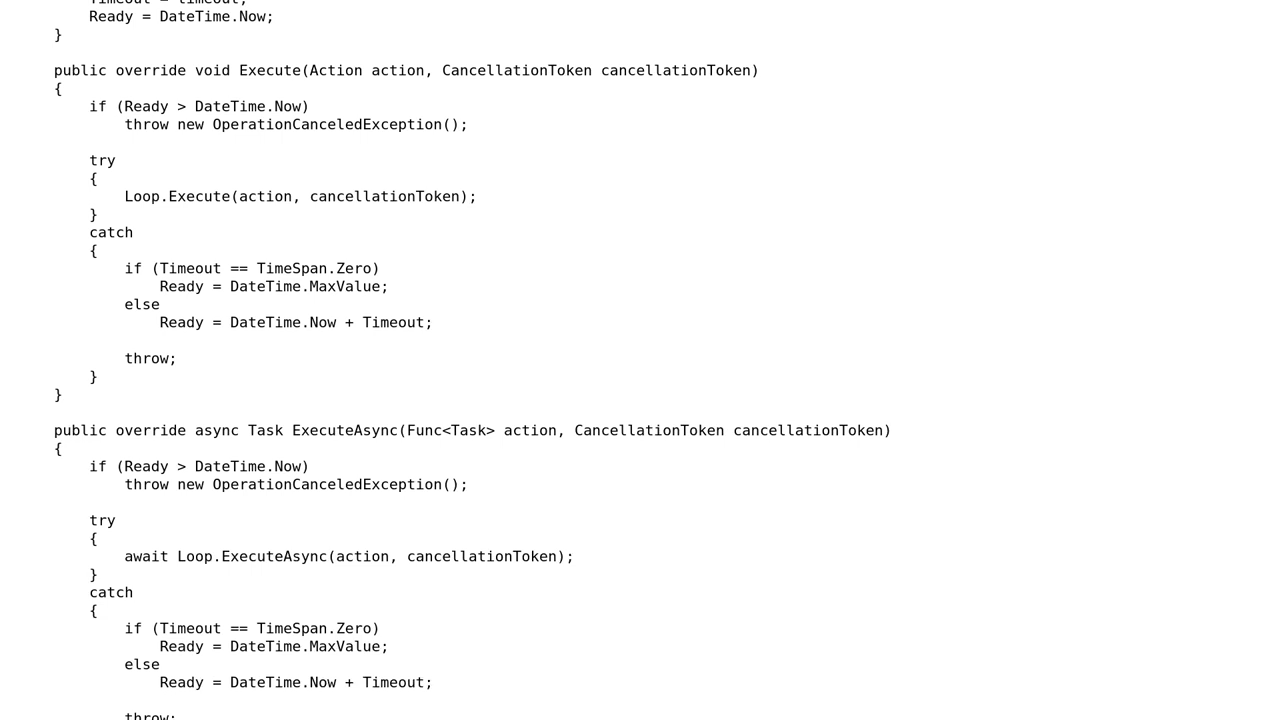 Timeout = timeout;
Ready = DateTime.Now;
}
public override void Execute(Action action, CancellationToken cancellationToken)
{
if (Ready > DateTime.Now)
throw new OperationCanceledException();
try
{
Loop.Execute(action, cancellationToken);
}
catch
{
if (Timeout == TimeSpan.Zero)
Ready = DateTime.MaxValue;
else
Ready = DateTime.Now + Timeout;
throw;
}
}
public override async Task ExecuteAsync(Func<Task> action, CancellationToken cancellationToken)
{
if (Ready > DateTime.Now)
throw new OperationCanceledException();
try
{
await Loop.ExecuteAsync(action, cancellationToken);
}
catch
{
if (Timeout == TimeSpan.Zero)
Ready = DateTime.MaxValue;
else
Ready = DateTime.Now + Timeout;
throw;